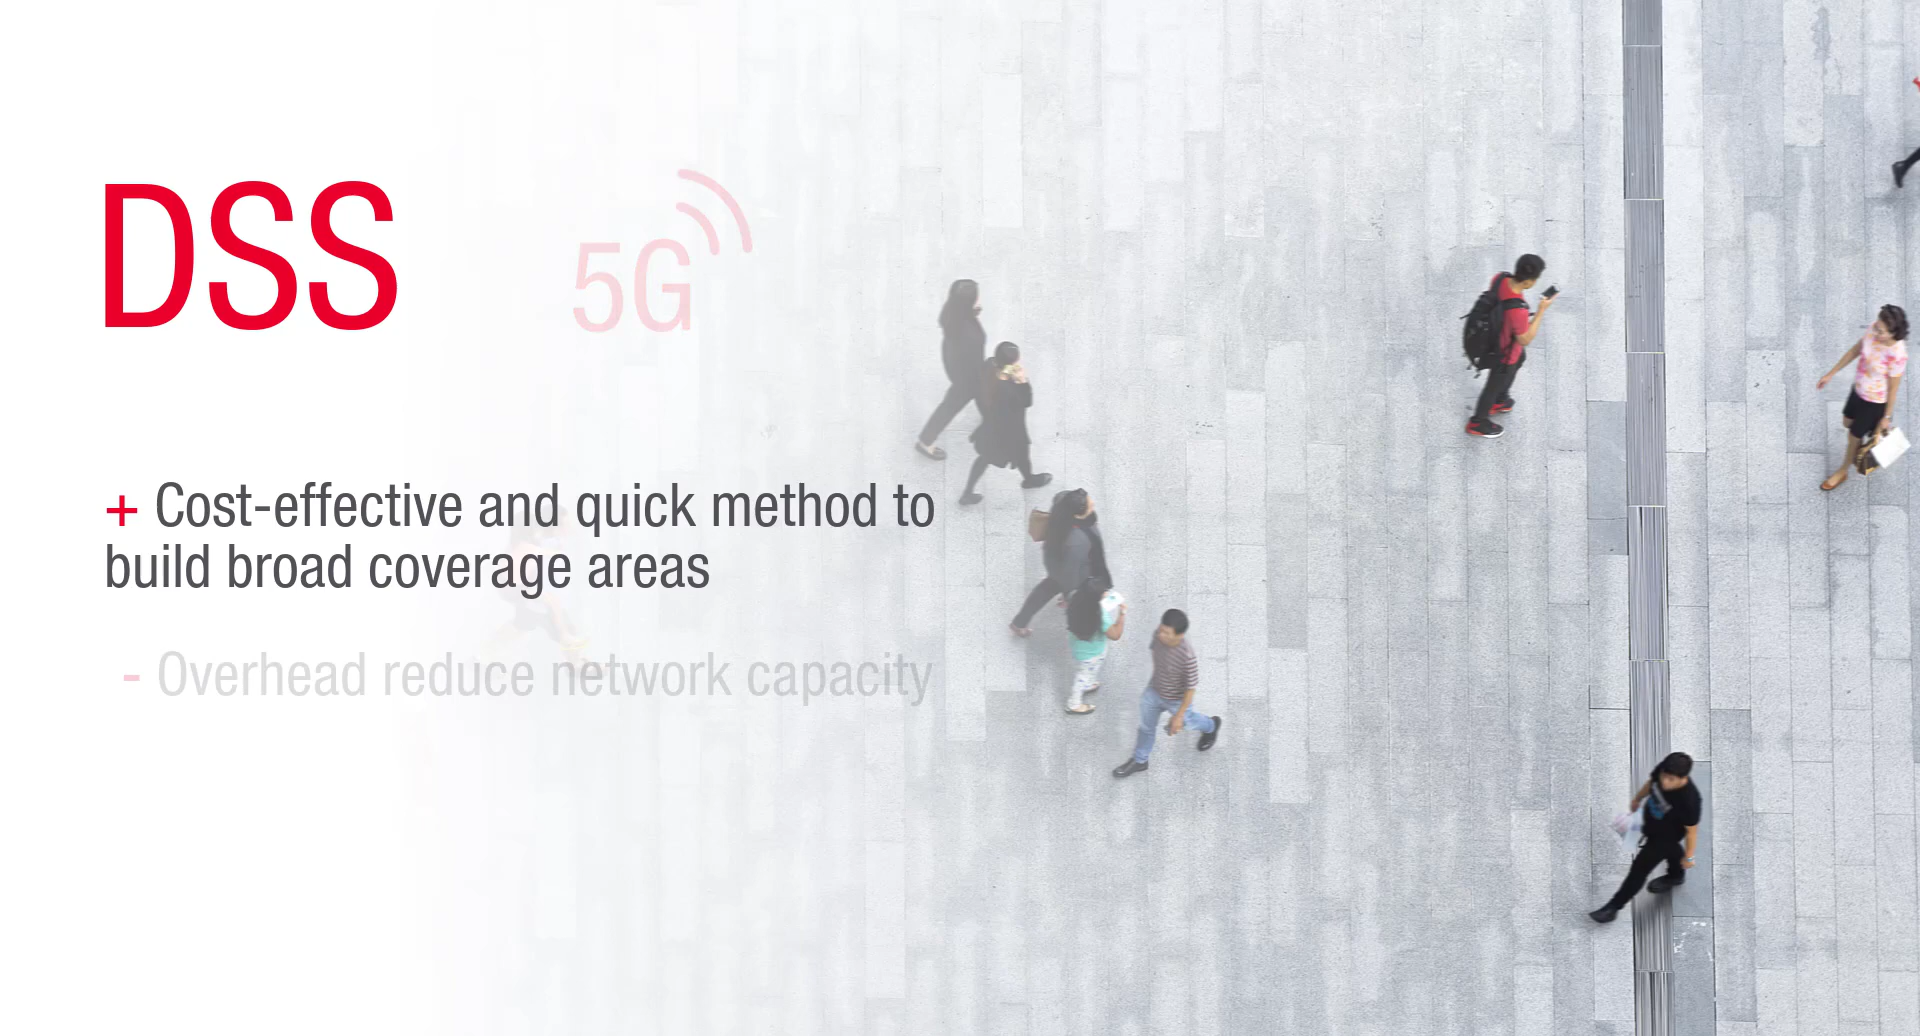 DSS
5G
+ Cost-effective and quick method to
build broad coverage areas
- Overhead reduce network capacity